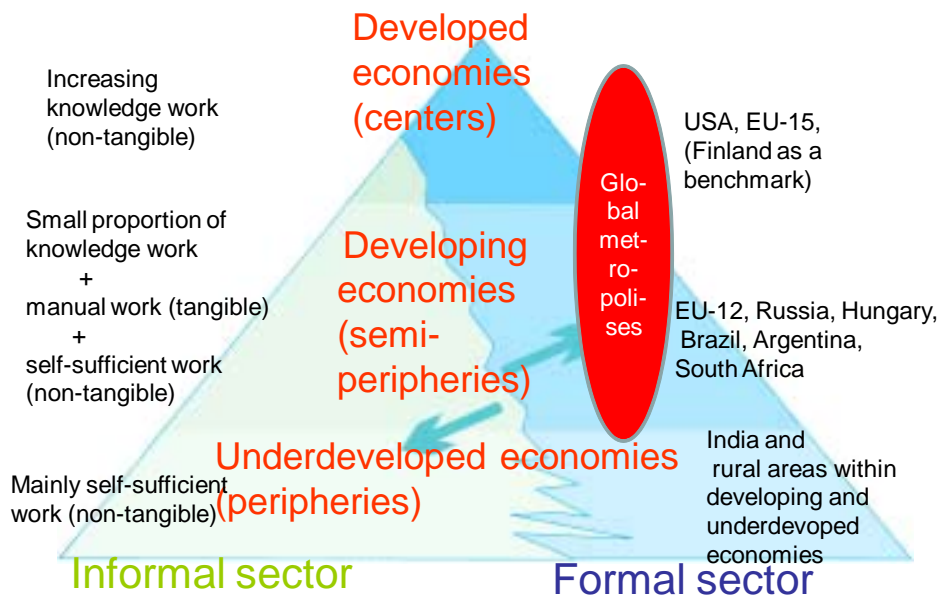 Developed
economies
(centers)
Increasing
knowledge work
(non-tangible)
USA, EU-15,
(Finland as a
benchmark)
Glo-
bal
met-
ro-
poli-
ses
Small proportion of
knowledge work
+
manual work (tangible)
+
self-sufficient work
(non-tangible)
Developing
economies
(semi-
peripheries)
EU-12, Russia, Hungary,
Brazil, Argentina,
South Africa
Underdeveloped economies
(peripheries)
Mainly self-sufficient
work (non-tangible)
India and
rural areas within
developing and
underdevoped
economies
Informal sector
Formal sector